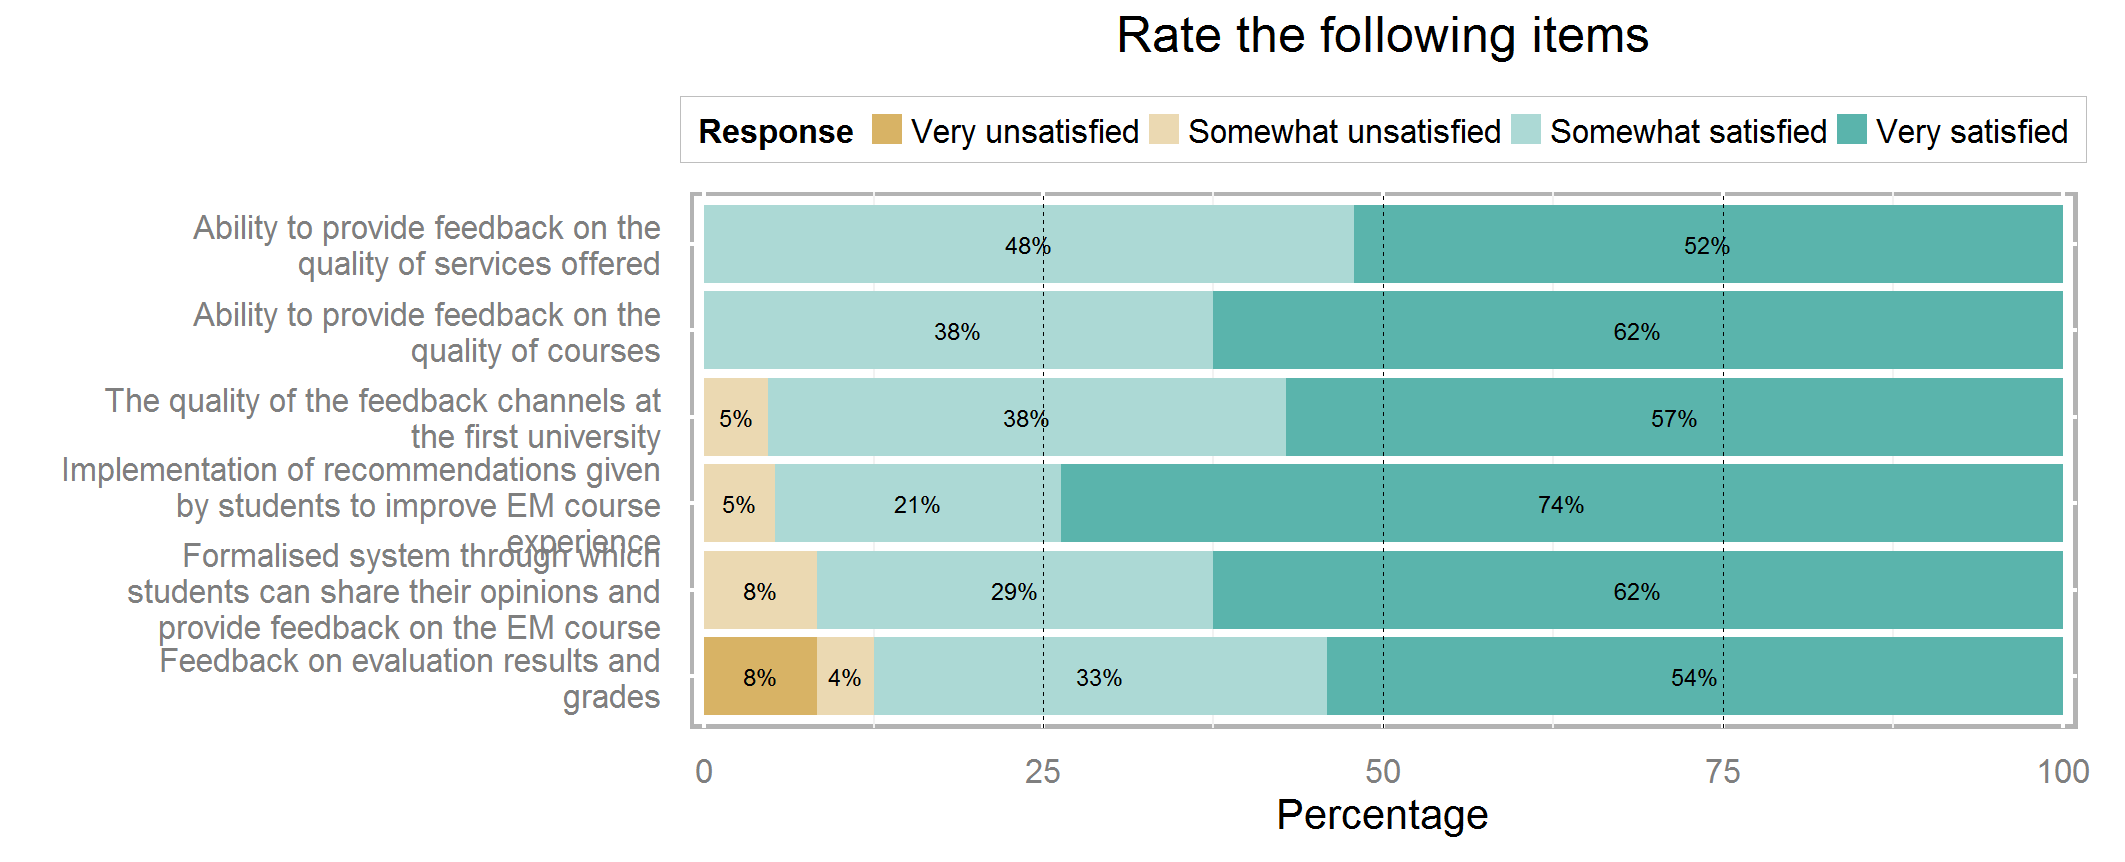 Rate the following items
Response Very unsatisfied Somewhat unsatisfied Somewhat satisfied Very satisfied
Ability to provide feedback on the
quality of services offered
48% 52%
Ability to provide feedback on the
quality of courses
38% 62%
The quality of the feedback channels at
the first university
5% 38% 57%
Implementation of recommendations given
by students to improve EM course
experience
5% 21% 74%
Formalised system through which
students can share their opinions and
provide feedback on the EM course
8% 29% 62%
Feedback on evaluation results and
grades
8% 4% 33% 54%
0 25 50 75 100
Percentage